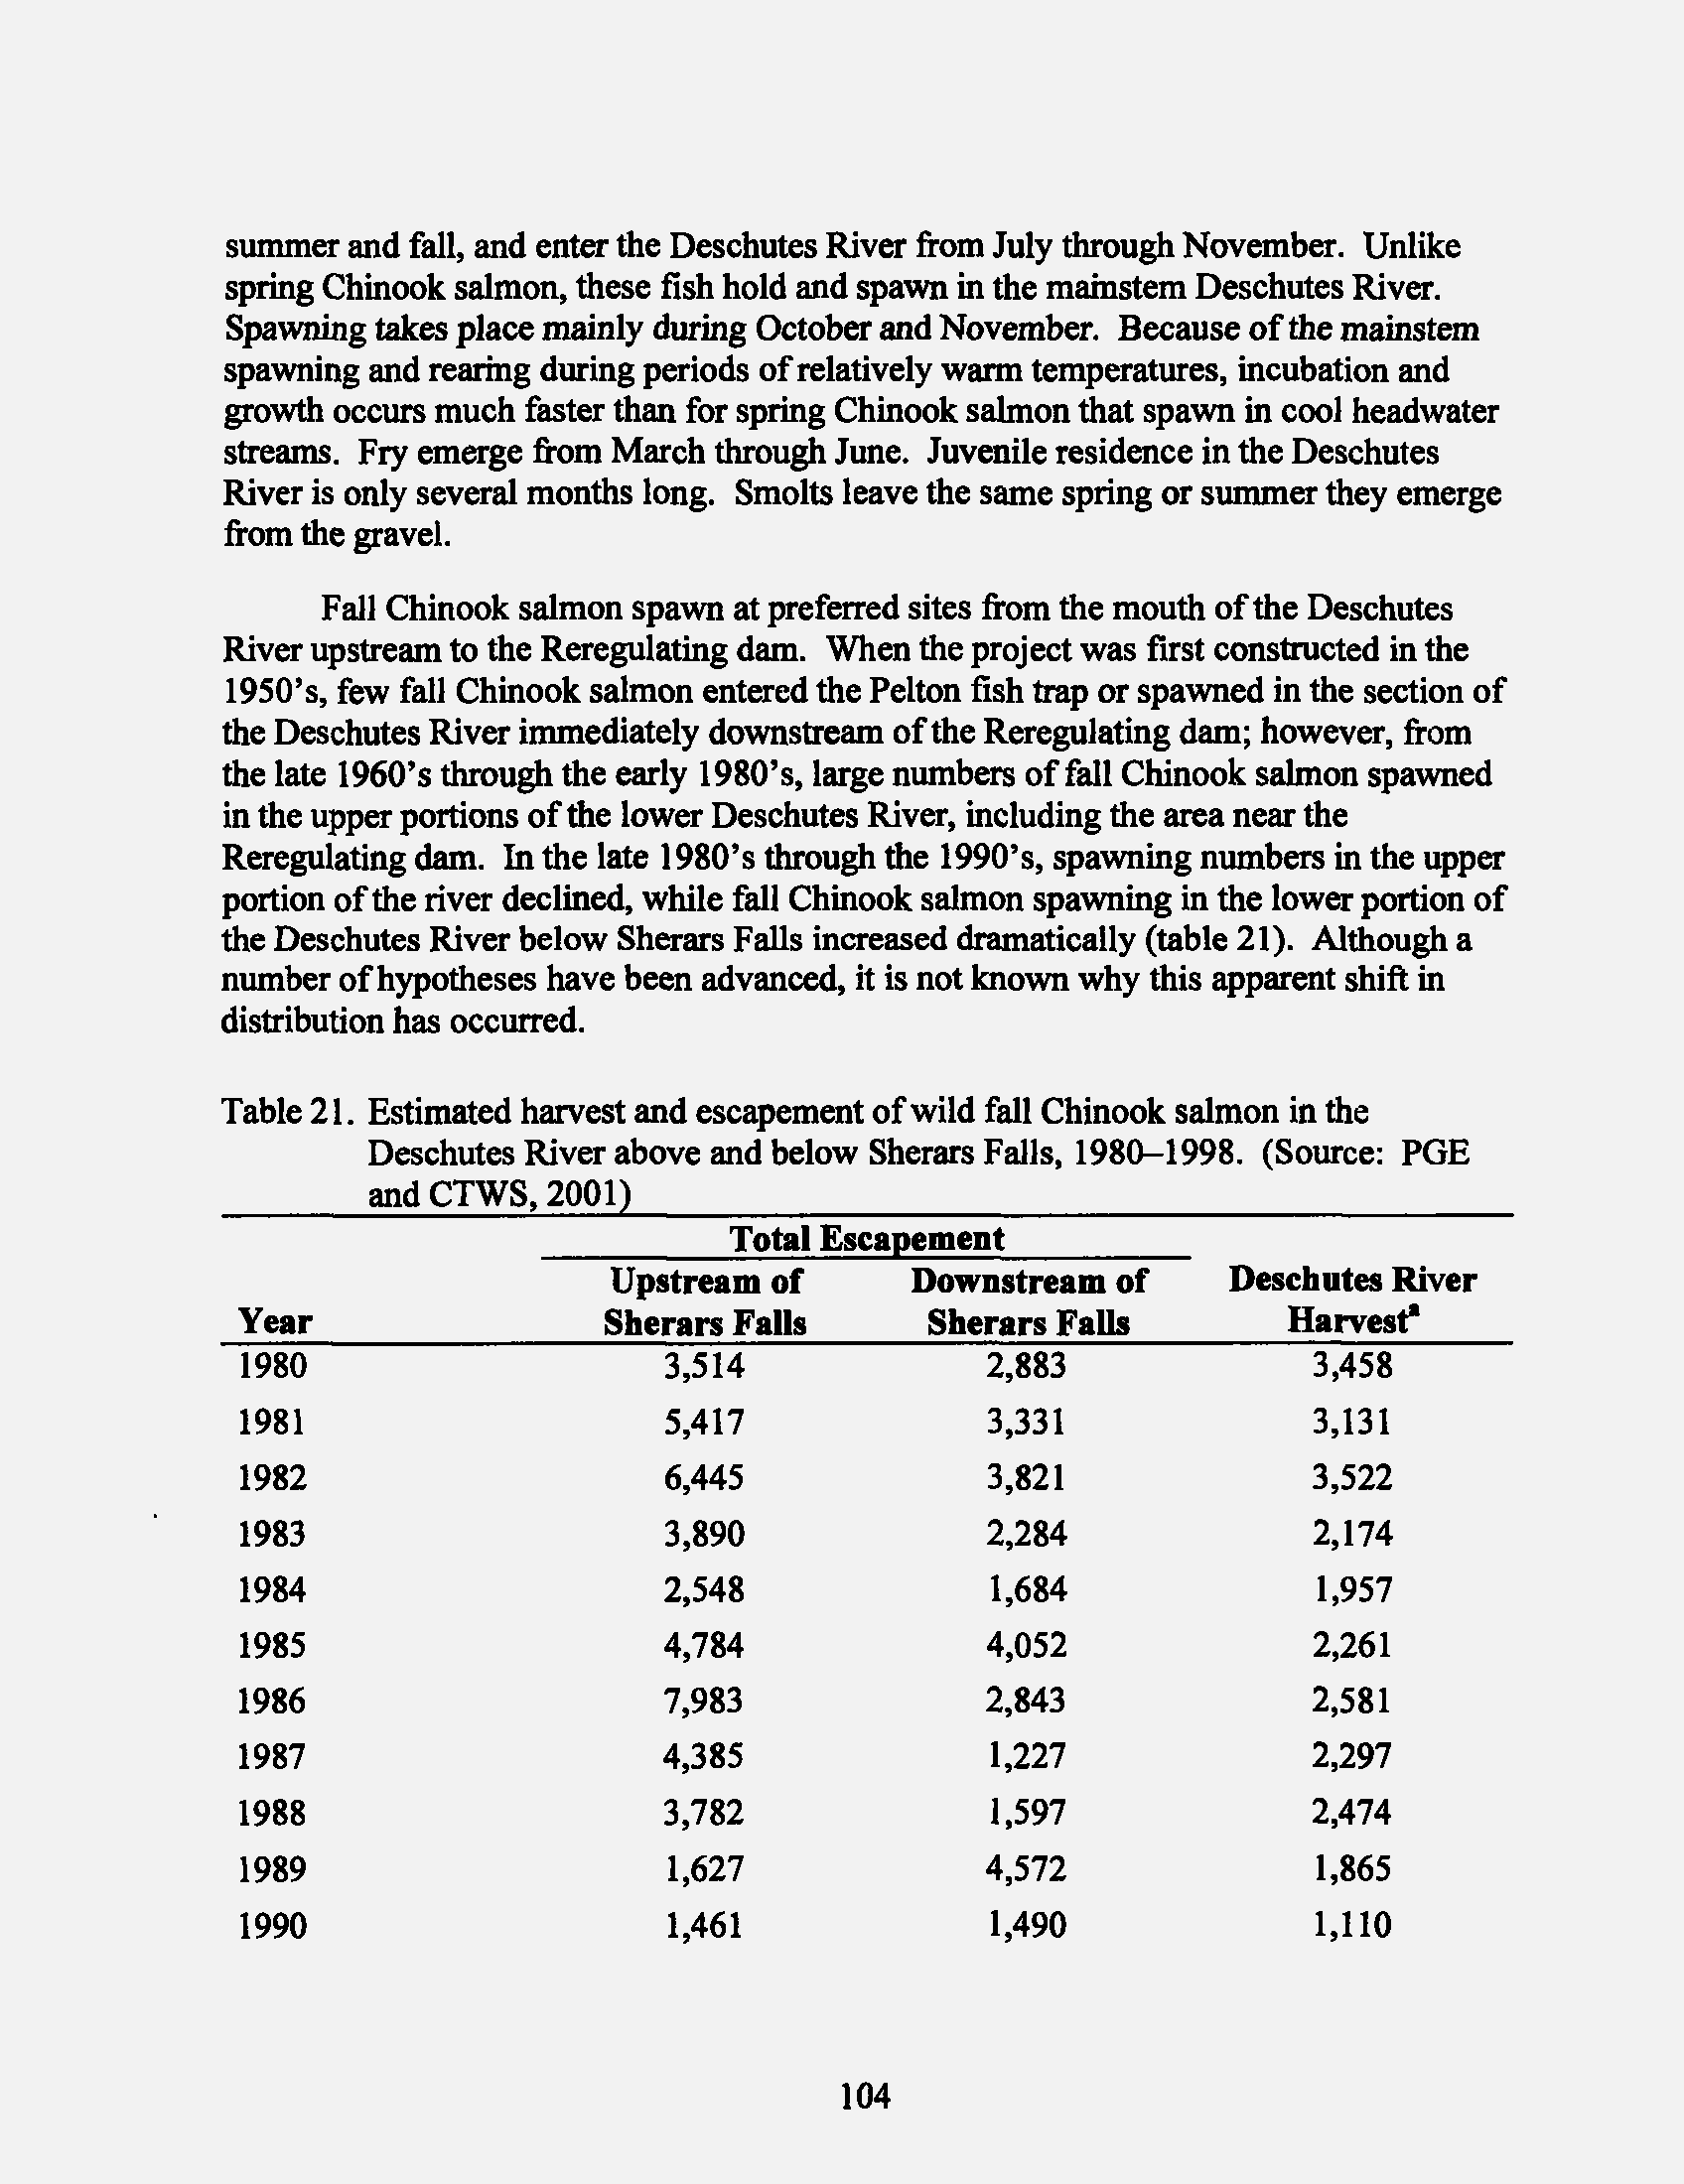 summer and fall, and enter the Deschutes River from July through November.  Unlike
spring Chinook salmon, these fish hold and spawn in the mainstem Deschutes River.
Spawning takes place mainly during October and November.  Because of the mainstem
spawning and rearing during periods of relatively warm temperatures, incubation and
growth occurs much faster than for spring Chinook salmon that spawn in cool headwater
streams.  Fry emerge from March through June.  Juvenile residence in the Deschutes
River is only several months long.  Smolts leave the same spring or summer they emerge
from the gravel.
Fall Chinook salmon spawn at preferred sites from the mouth of the Deschutes
River upstream to the Reregulating dam.  When the project was first constructed in the
1950's, few fall Chinook salmon entered the Pelton fish trap or spawned in the section of
the Deschutes River immediately downstream of the Reregulating dam; however, from
the late 1960's through the early 1980's, large numbers of fall Chinook salmon spawned
in the upper portions of the lower Deschutes River, including the area near the
Reregulating dam.  In the late 1980's through the 1990's, spawning numbers in the upper
portion of the river declined, while fall Chinook salmon spawning in the lower portion of
the Deschutes River below Sherars Falls increased dramatically (table 21).  Although a
number of hypotheses have been advanced, it is not known why this apparent shift in
distribution has occurred.
Table 21. Estimated harvest and escapement of wild fall Chinook salmon in the
Deschutes River above and below Sherars Falls, 1980–1998.  (Source:  PGE
and CTWS, 2001)
Total Escapement
Upstream of Downstream of Deschutes River
Year Sherars Falls Sherars Falls Harvestª
1980 3,514 2,883 3,458
1981 5,417 3,331 3,131
1982 6,445 3,821 3,522
1983 3,890 2,284 2,174
1984 2,548 1,684 1,957
1985 4,784 4,052 2,261
1986 7,983 2,843 2,581
1987 4,385 1,227 2,297
1988 3,782 1,597 2,474
1989 1,627 4,572 1,865
1990 1,461 1,490 1,110
104